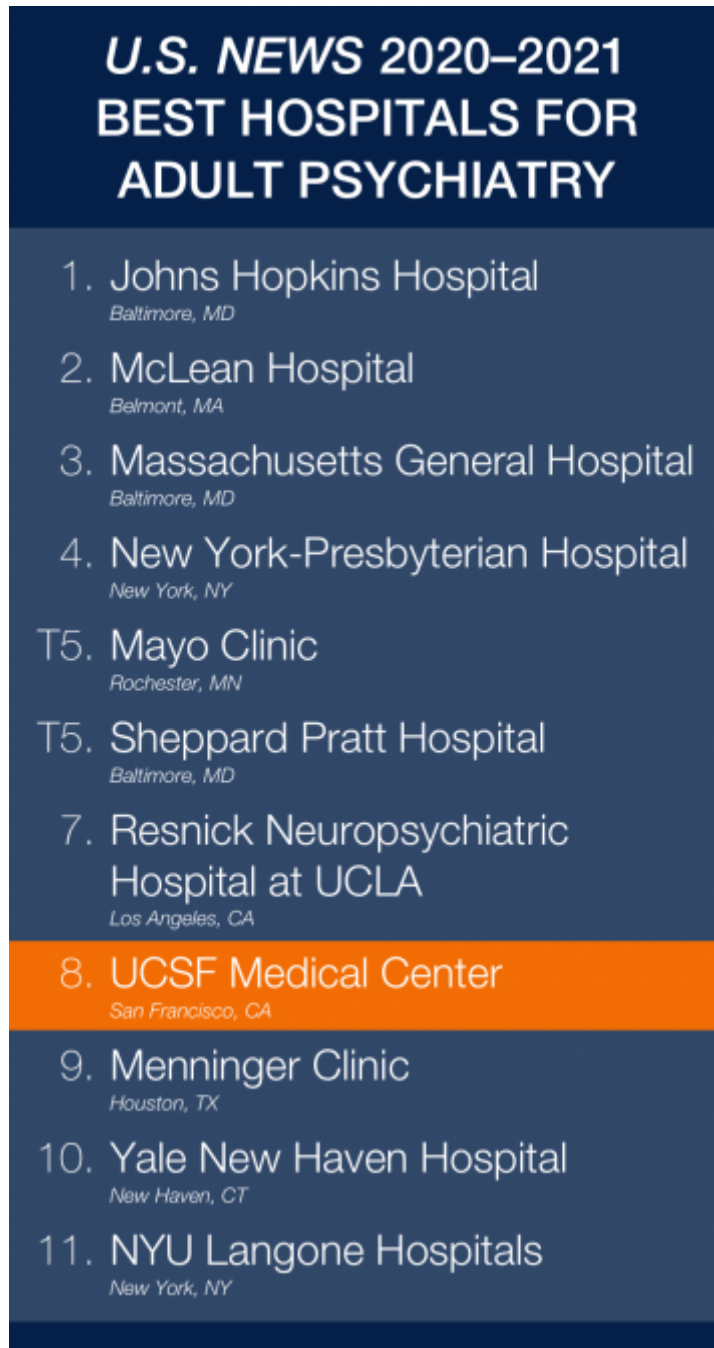 U.S. NEWS 2020–2021
BEST HOSPITALS FOR
ADULT PSYCHIATRY
1. Johns Hopkins Hospital
Baltimore, MD
2. McLean Hospital
Belmont, MA
3. Massachusetts General Hospital
Baltimore, MD
4. New York-Presbyterian Hospital
New York, NY
T5. Mayo Clinic
Rochester, MN
T5. Sheppard Pratt Hospital
Baltimore, MD
7. Resnick Neuropsychiatric
Hospital at UCLA
Los Angeles, CA
8. UCSF Medical Center
San Francisco, CA
9. Menninger Clinic
Houston, TX
10. Yale New Haven Hospital
New Haven, CT
11. NYU Langone Hospitals
New York, NY